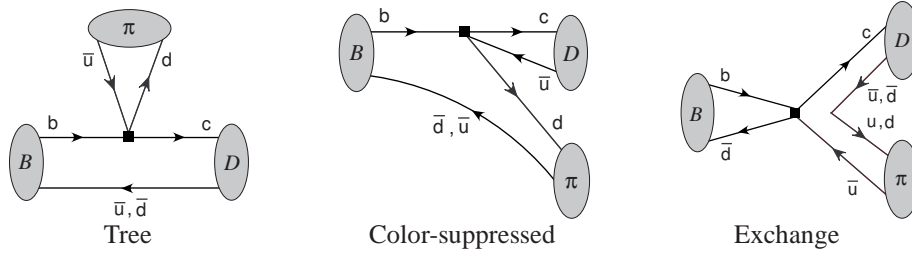 π
u̅ d
b c
B D
u̅, d̅
Tree
b c
B D
u̅
d
d̅, u̅
π
Color-suppressed
c
D
b
u̅, d̅
B
u, d
d̅
π
u̅
Exchange